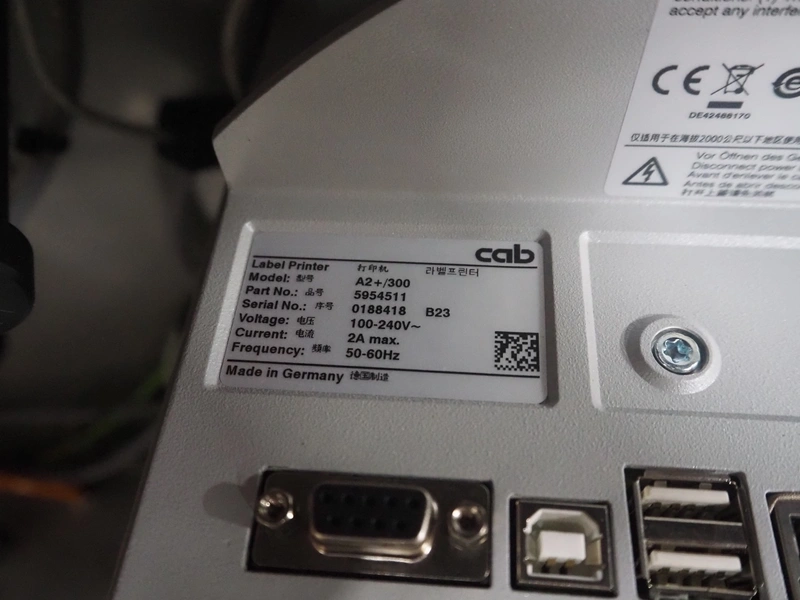 accept any interfe
CE
DE42486170
仅适用于在海拔2000公尺以下地区使用
Vor Öffnen des Ge
Disconnect power
Avant d'enlever le c
Antes de abrir desco
cab
Label Printer 打印机 라벨프린터
Model: 型号 A2+/300
Part No.: 品号 5954511
Serial No.: 序号 0188418 B23
Voltage: 电压 100-240V~
Current: 电流 2A max.
Frequency: 频率 50-60Hz
Made in Germany 德国制造